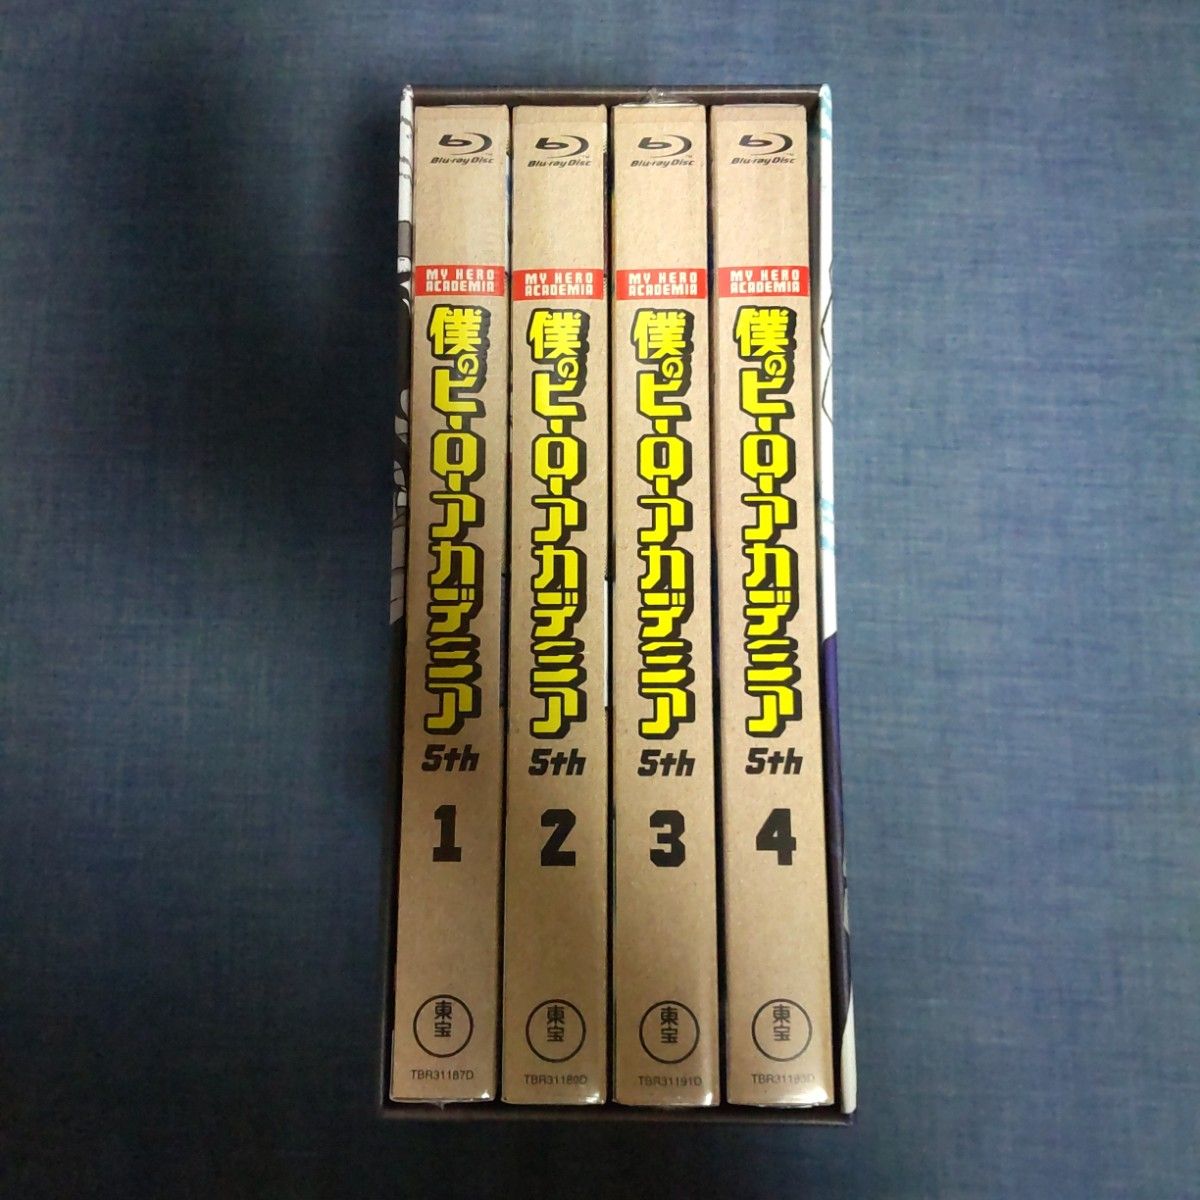 Blu-ray Disc
MY HERO
ACADEMIA
僕のヒーローアカデミア
5th
1
東宝
TBR31187D
Blu-ray Disc
MY HERO
ACADEMIA
僕のヒーローアカデミア
5th
2
東宝
TBR31189D
Blu-ray Disc
MY HERO
ACADEMIA
僕のヒーローアカデミア
5th
3
東宝
TBR31191D
Blu-ray Disc
MY HERO
ACADEMIA
僕のヒーローアカデミア
5th
4
東宝
TBR31193D